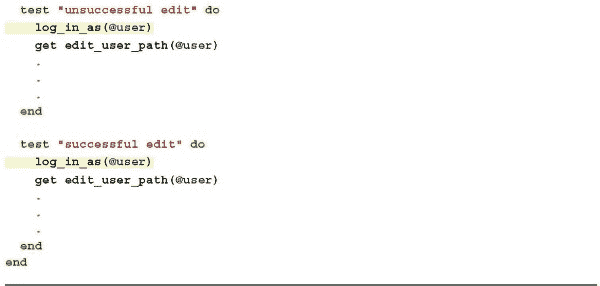 test "unsuccessful edit" do
log_in_as(@user)
get edit_user_path(@user)
.
.
.
end
test "successful edit" do
log_in_as(@user)
get edit_user_path(@user)
.
.
.
end
end